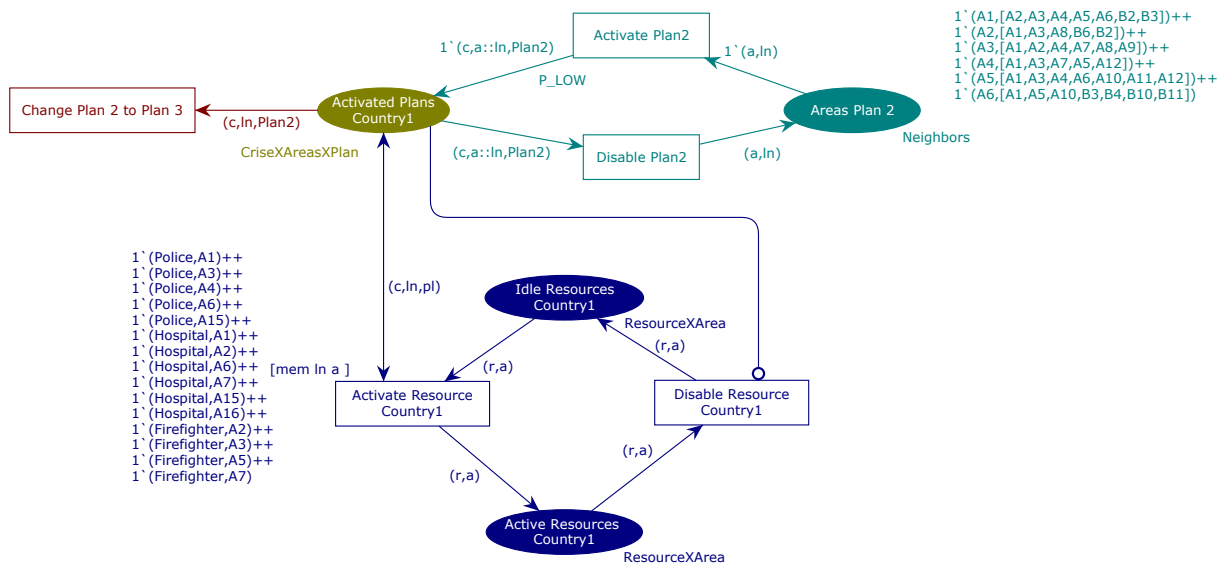 1`(A1,[A2,A3,A4,A5,A6,B2,B3])++
1`(A2,[A1,A3,A8,B6,B2])++
1`(A3,[A1,A2,A4,A7,A8,A9])++
1`(A4,[A1,A3,A7,A5,A12])++
1`(A5,[A1,A3,A4,A6,A10,A11,A12])++
1`(A6,[A1,A5,A10,B3,B4,B10,B11])
Activate Plan2
1`(c,a::ln,Plan2)
1`(a,ln)
P_LOW
Change Plan 2 to Plan 3
Activated Plans
Country1
Areas Plan 2
(c,ln,Plan2)
Neighbors
CriseXAreasXPlan
(c,a::ln,Plan2)
Disable Plan2
(a,ln)
1`(Police,A1)++
1`(Police,A3)++
1`(Police,A4)++
1`(Police,A6)++
1`(Police,A15)++
1`(Hospital,A1)++
1`(Hospital,A2)++
1`(Hospital,A6)++
1`(Hospital,A7)++
1`(Hospital,A15)++
1`(Hospital,A16)++
1`(Firefighter,A2)++
1`(Firefighter,A3)++
1`(Firefighter,A5)++
1`(Firefighter,A7)
(c,ln,pl)
Idle Resources
Country1
ResourceXArea
(r,a)
(r,a)
[mem ln a ]
Activate Resource
Country1
Disable Resource
Country1
(r,a)
(r,a)
Active Resources
Country1
ResourceXArea